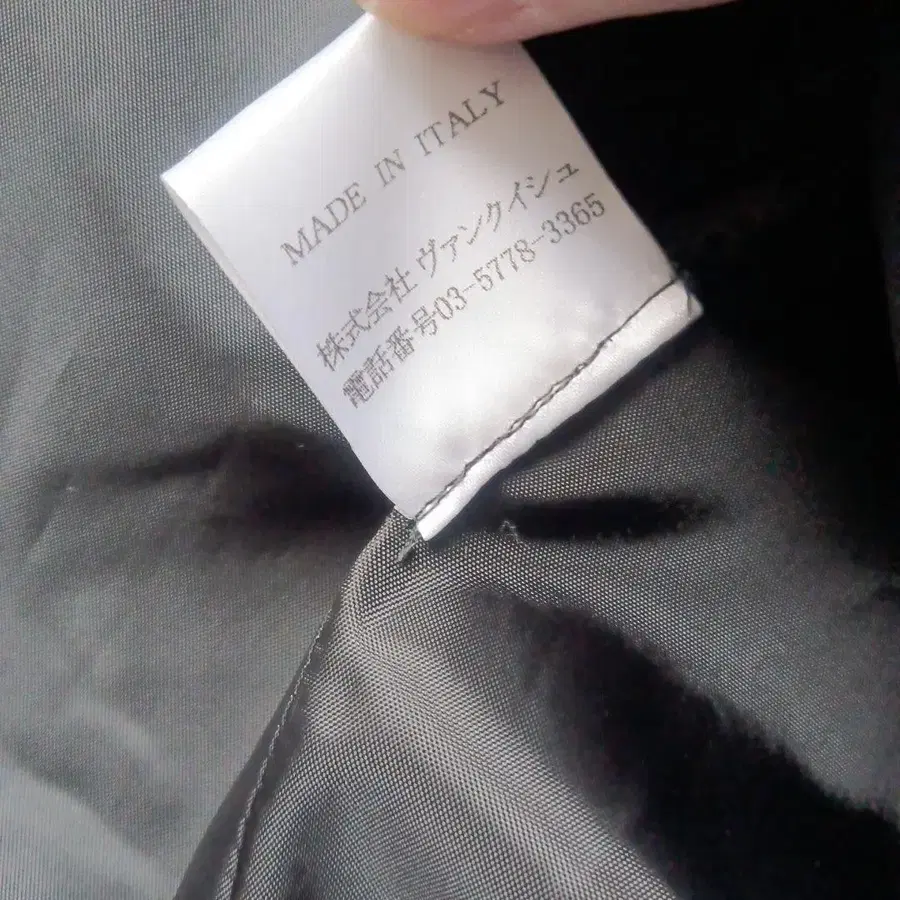 MADE IN ITALY
株式会社 ヴァンクイシュ
電話番号03-5778-3365